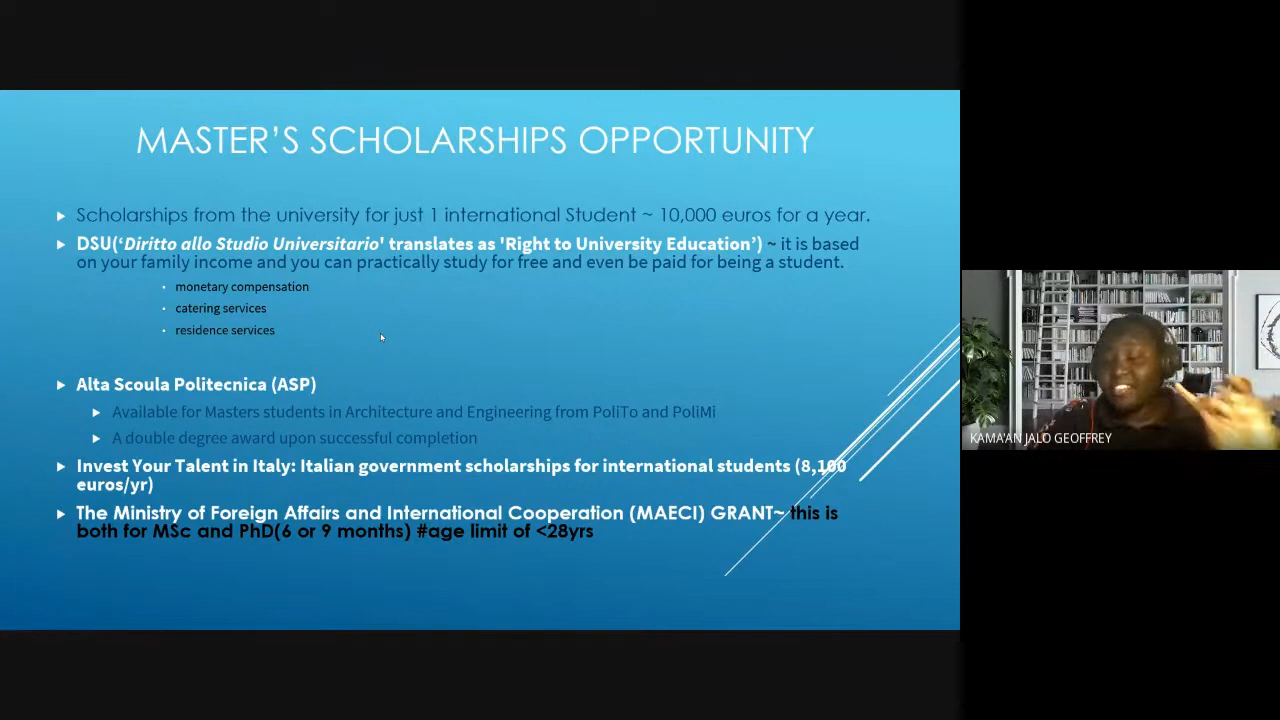 MASTER'S SCHOLARSHIPS OPPORTUNITY
Scholarships from the university for just 1 international Student ~ 10,000 euros for a year.
DSU(‘Diritto allo Studio Universitario' translates as 'Right to University Education’) ~ it is based
on your family income and you can practically study for free and even be paid for being a student.
monetary compensation
catering services
residence services
Alta Scoula Politecnica (ASP)
Available for Masters students in Architecture and Engineering from PoliTo and PoliMi
A double degree award upon successful completion
Invest Your Talent in Italy: Italian government scholarships for international students (8,100
euros/yr)
The Ministry of Foreign Affairs and International Cooperation (MAECI) GRANT~ this is
both for MSc and PhD(6 or 9 months) #age limit of <28yrs
KAMA'AN JALO GEOFFREY